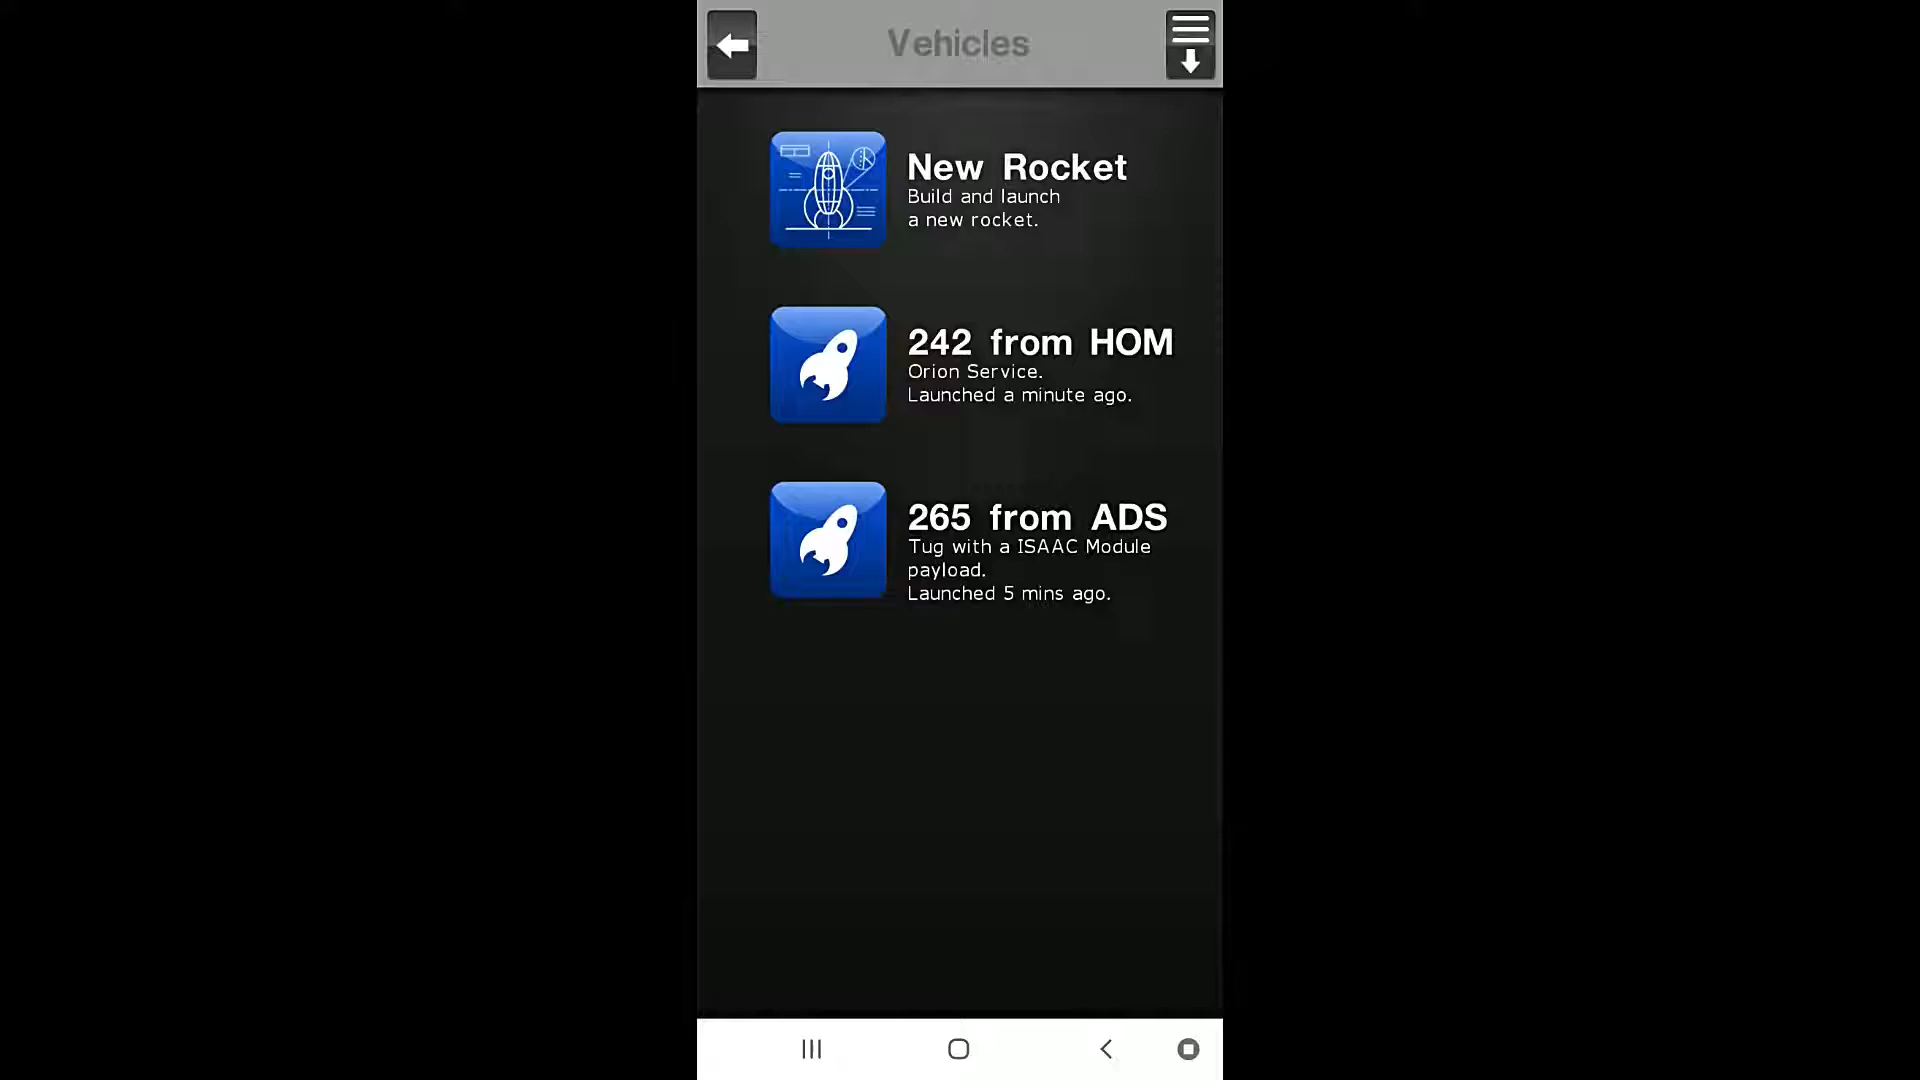 Vehicles
New Rocket
Build and launch
a new rocket.
242 from HOM
Orion Service.
Launched a minute ago.
265 from ADS
Tug with a ISAAC Module
payload.
Launched 5 mins ago.